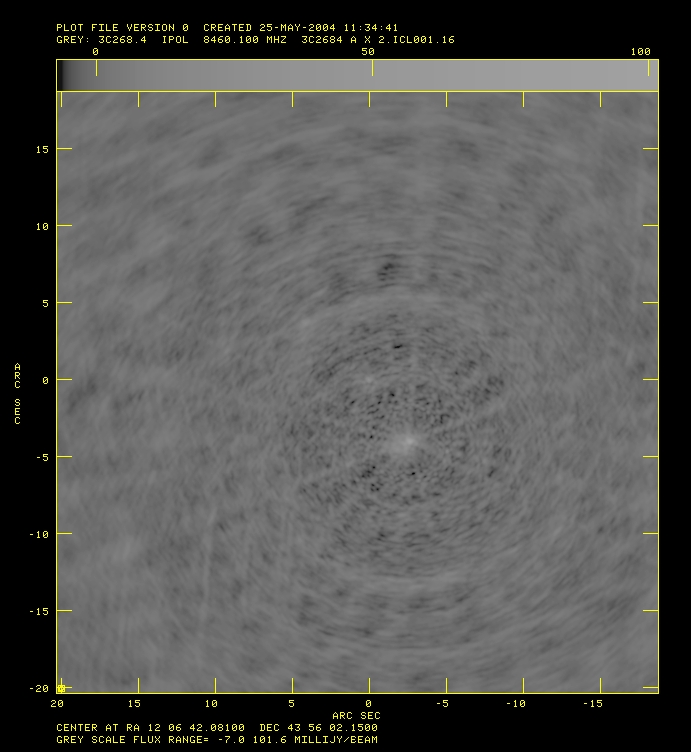 PLOT FILE VERSION 0  CREATED 25-MAY-2004 11:34:41
GREY: 3C268.4  IPOL  8460.100 MHZ  3C2684 A X 2.ICL001.16
0 50 100
15
10
5
0
ARC SEC
-5
-10
-15
-20
20 15 10 5 0 -5 -10 -15
ARC SEC
CENTER AT RA 12 06 42.08100  DEC 43 56 02.1500
GREY SCALE FLUX RANGE= -7.0 101.6 MILLIJY/BEAM